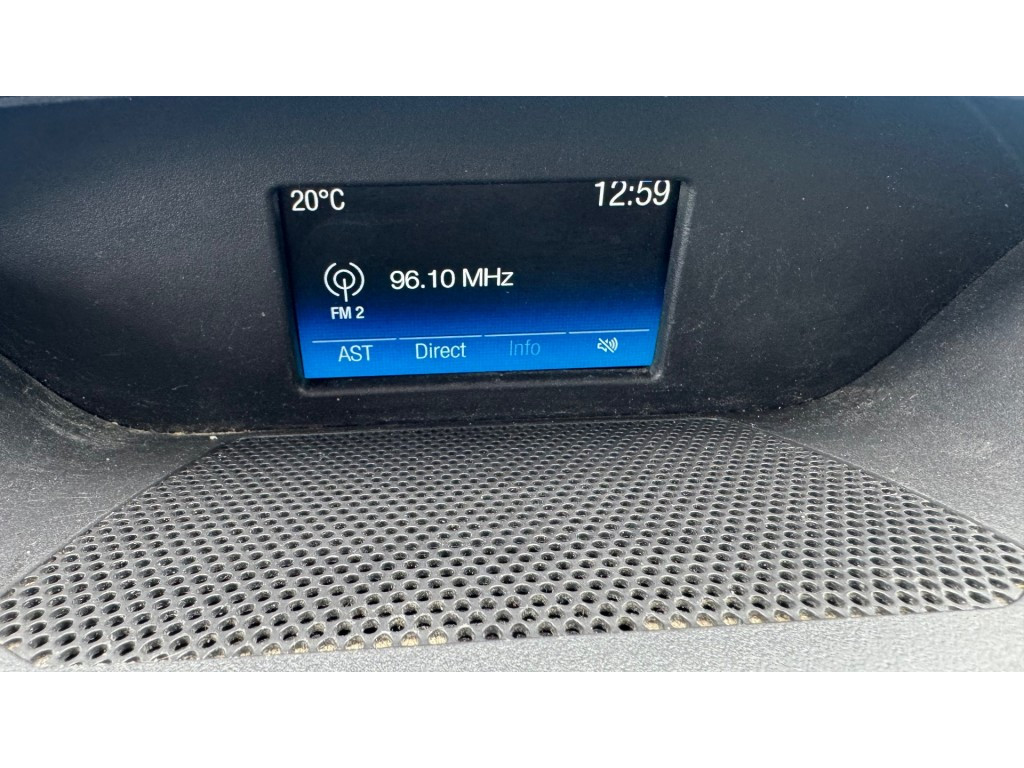 20°C 12:59
96.10 MHz
FM 2
AST Direct Info